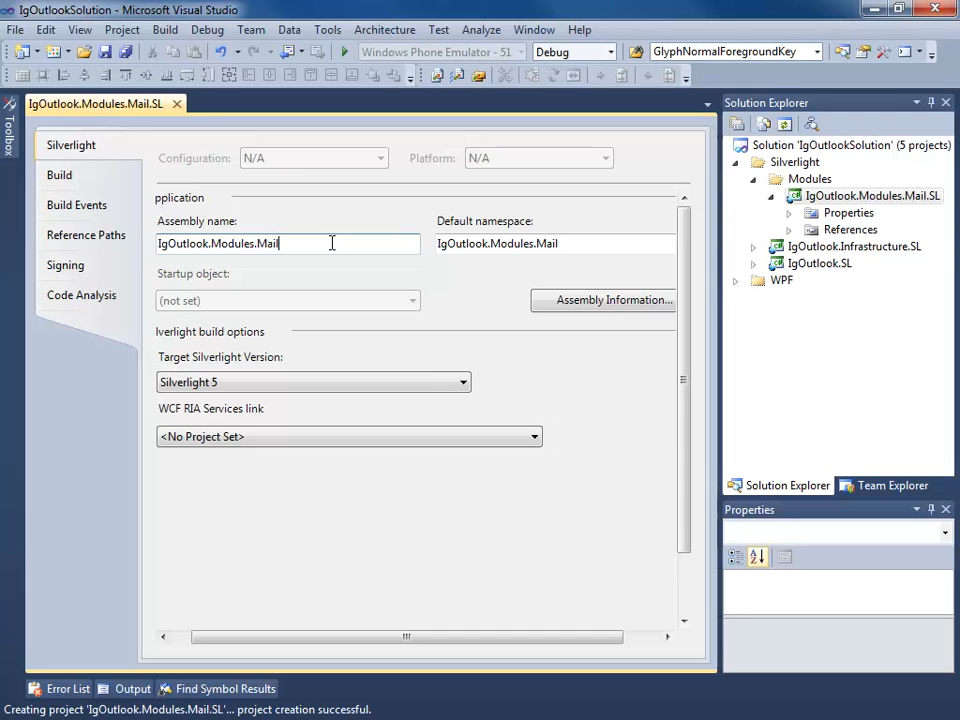 IgOutlookSolution - Microsoft Visual Studio
File Edit View Project Build Debug Team Data Tools Architecture Test Analyze Window Help
Windows Phone Emulator - 51 Debug GlyphNormalForegroundKey
IgOutlook.Modules.Mail.SL
Solution Explorer
Toolbox
Silverlight
Build
Build Events
Reference Paths
Signing
Code Analysis
Configuration: N/A Platform: N/A
pplication
Assembly name: Default namespace:
IgOutlook.Modules.Mail IgOutlook.Modules.Mail
Startup object:
(not set) Assembly Information...
lverlight build options
Target Silverlight Version:
Silverlight 5
WCF RIA Services link
<No Project Set>
Solution 'IgOutlookSolution' (5 projects)
Silverlight
Modules
IgOutlook.Modules.Mail.SL
Properties
References
IgOutlook.Infrastructure.SL
IgOutlook.SL
WPF
Solution Explorer Team Explorer
Properties
Error List Output Find Symbol Results
Creating project 'IgOutlook.Modules.Mail.SL'... project creation successful.